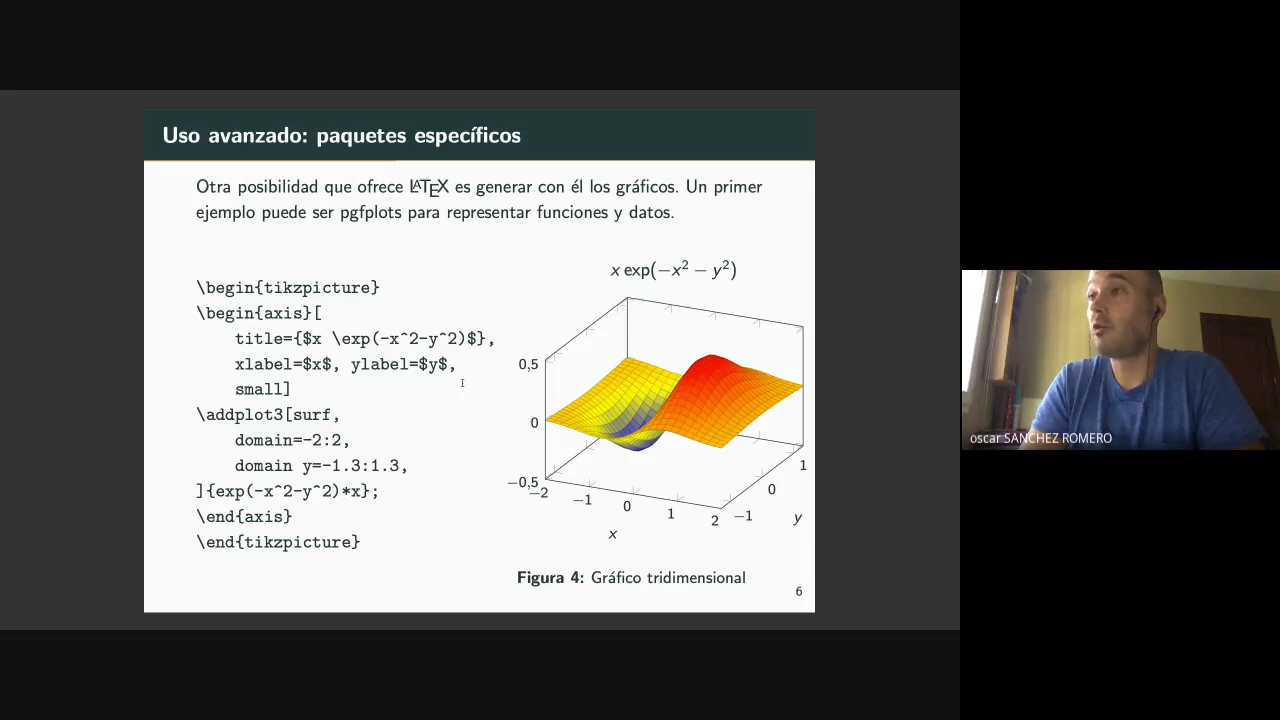 Uso avanzado: paquetes específicos
Otra posibilidad que ofrece LATEX es generar con él los gráficos. Un primer
ejemplo puede ser pgfplots para representar funciones y datos.
\begin{tikzpicture}
\begin{axis}[
title={$x \exp(-x^2-y^2)$},
xlabel=$x$, ylabel=$y$,
small]
\addplot3[surf,
domain=-2:2,
domain y=-1.3:1.3,
]{exp(-x^2-y^2)*x};
\end{axis}
\end{tikzpicture}
x exp(−x² − y²)
0,5
0
−0,5
−2
−1
0
1
2
x
−1
0
1
y
Figura 4: Gráfico tridimensional
6
oscar SANCHEZ ROMERO